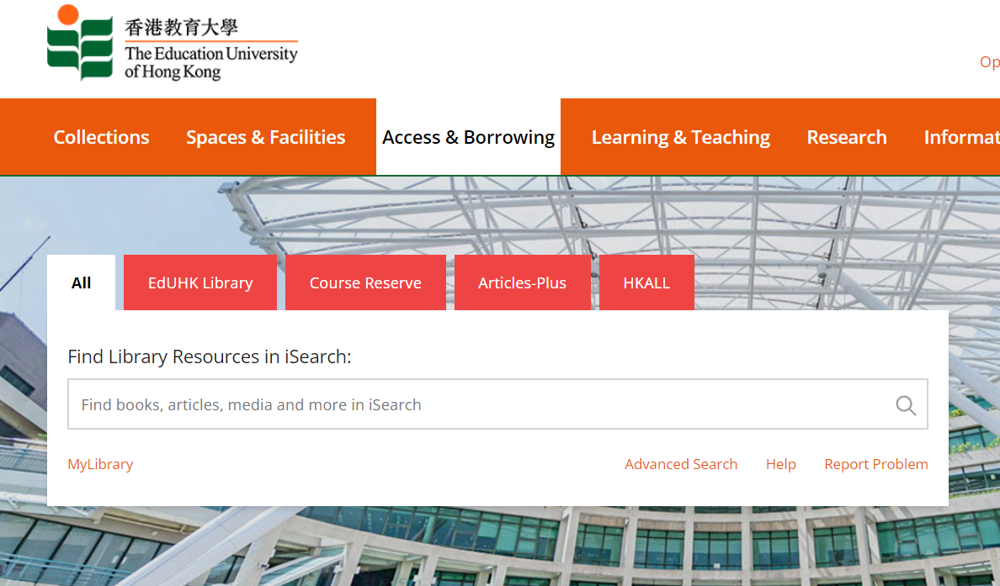 香港教育大學
The Education University
of Hong Kong
Op
Collections Spaces & Facilities Access & Borrowing Learning & Teaching Research Informat
All EdUHK Library Course Reserve Articles-Plus HKALL
Find Library Resources in iSearch:
Find books, articles, media and more in iSearch
MyLibrary Advanced Search Help Report Problem